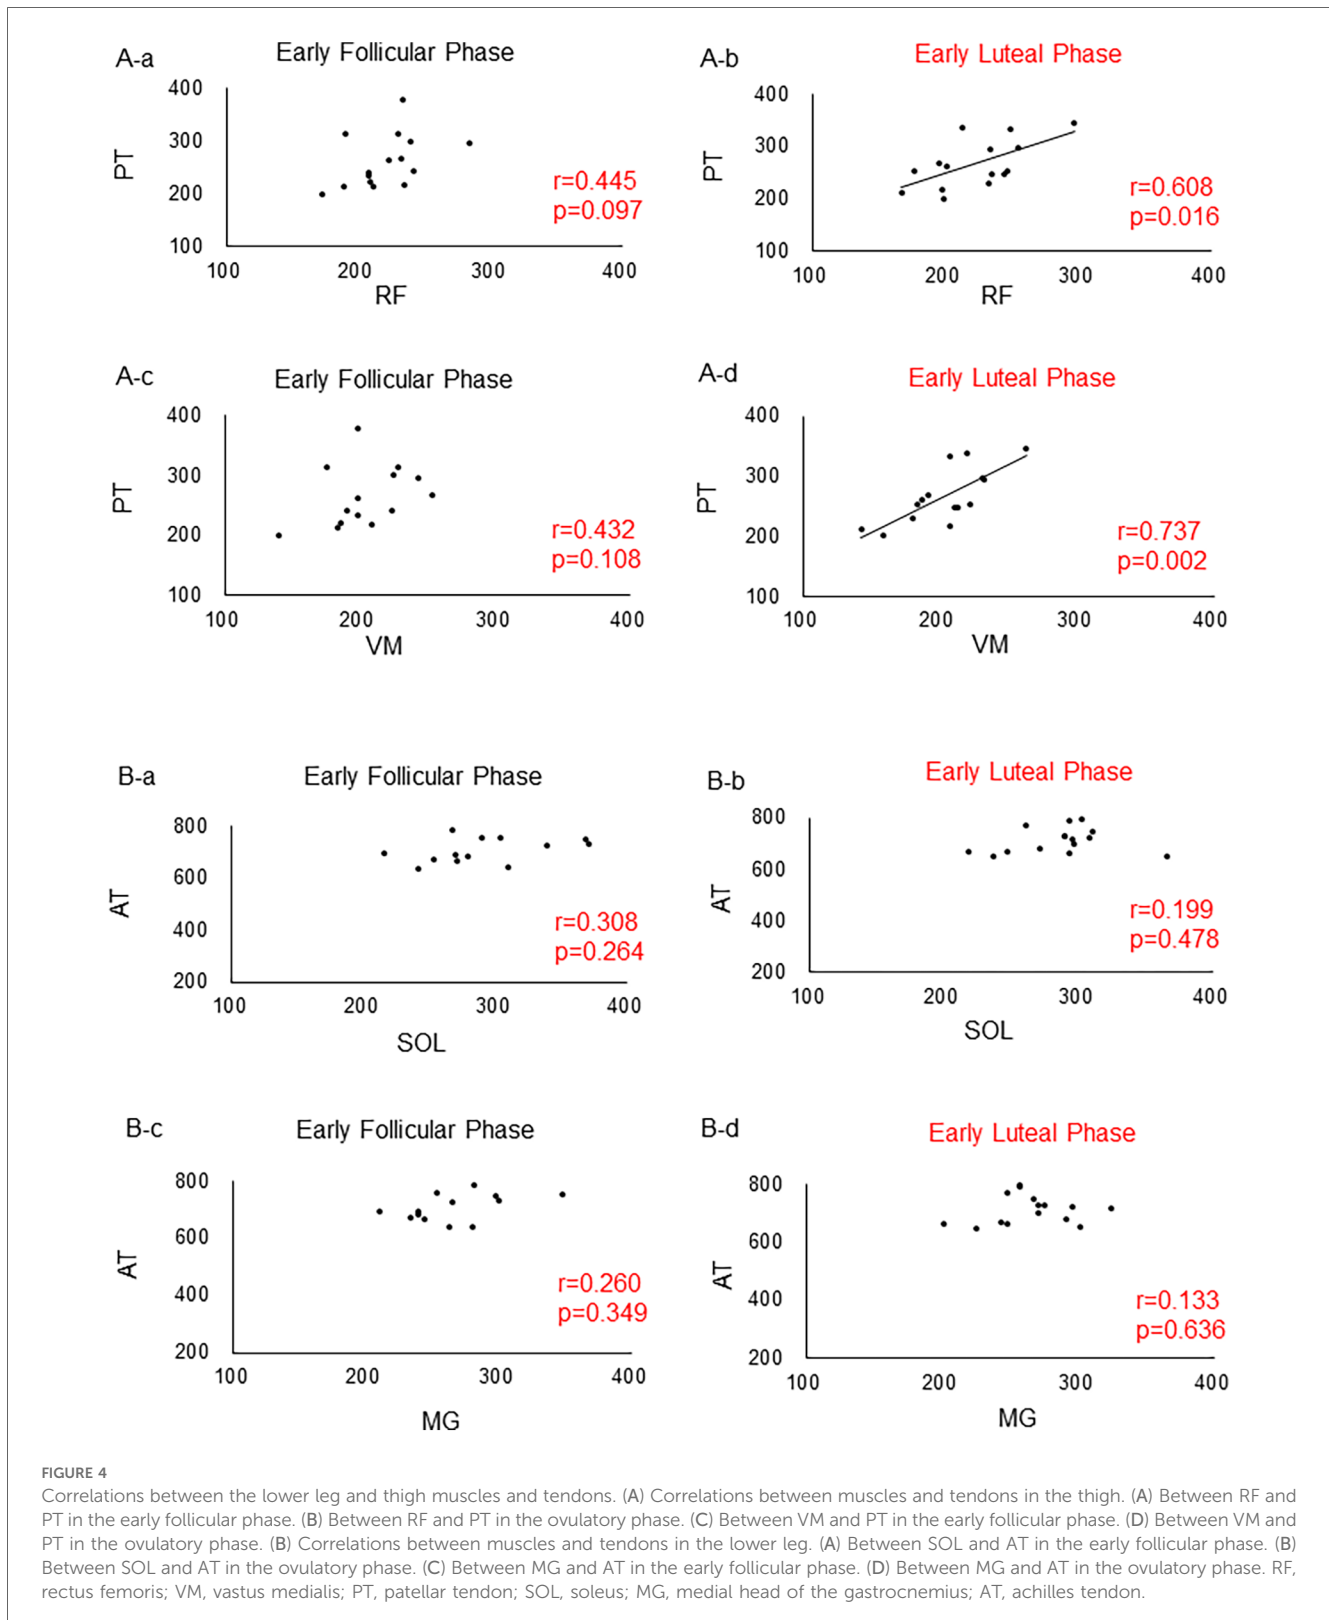 A-a Early Follicular Phase
400
300
200
100
PT
100 200 300 400
RF
r=0.445
p=0.097
A-b Early Luteal Phase
400
300
200
100
PT
100 200 300 400
RF
r=0.608
p=0.016
A-c Early Follicular Phase
400
300
200
100
PT
100 200 300 400
VM
r=0.432
p=0.108
A-d Early Luteal Phase
400
300
200
100
PT
100 200 300 400
VM
r=0.737
p=0.002
B-a Early Follicular Phase
800
600
400
200
AT
100 200 300 400
SOL
r=0.308
p=0.264
B-b Early Luteal Phase
800
600
400
200
AT
100 200 300 400
SOL
r=0.199
p=0.478
B-c Early Follicular Phase
800
600
400
200
AT
100 200 300 400
MG
r=0.260
p=0.349
B-d Early Luteal Phase
800
600
400
200
AT
100 200 300 400
MG
r=0.133
p=0.636
FIGURE 4
Correlations between the lower leg and thigh muscles and tendons. (A) Correlations between muscles and tendons in the thigh. (A) Between RF and
PT in the early follicular phase. (B) Between RF and PT in the ovulatory phase. (C) Between VM and PT in the early follicular phase. (D) Between VM and
PT in the ovulatory phase. (B) Correlations between muscles and tendons in the lower leg. (A) Between SOL and AT in the early follicular phase. (B)
Between SOL and AT in the ovulatory phase. (C) Between MG and AT in the early follicular phase. (D) Between MG and AT in the ovulatory phase. RF,
rectus femoris; VM, vastus medialis; PT, patellar tendon; SOL, soleus; MG, medial head of the gastrocnemius; AT, achilles tendon.